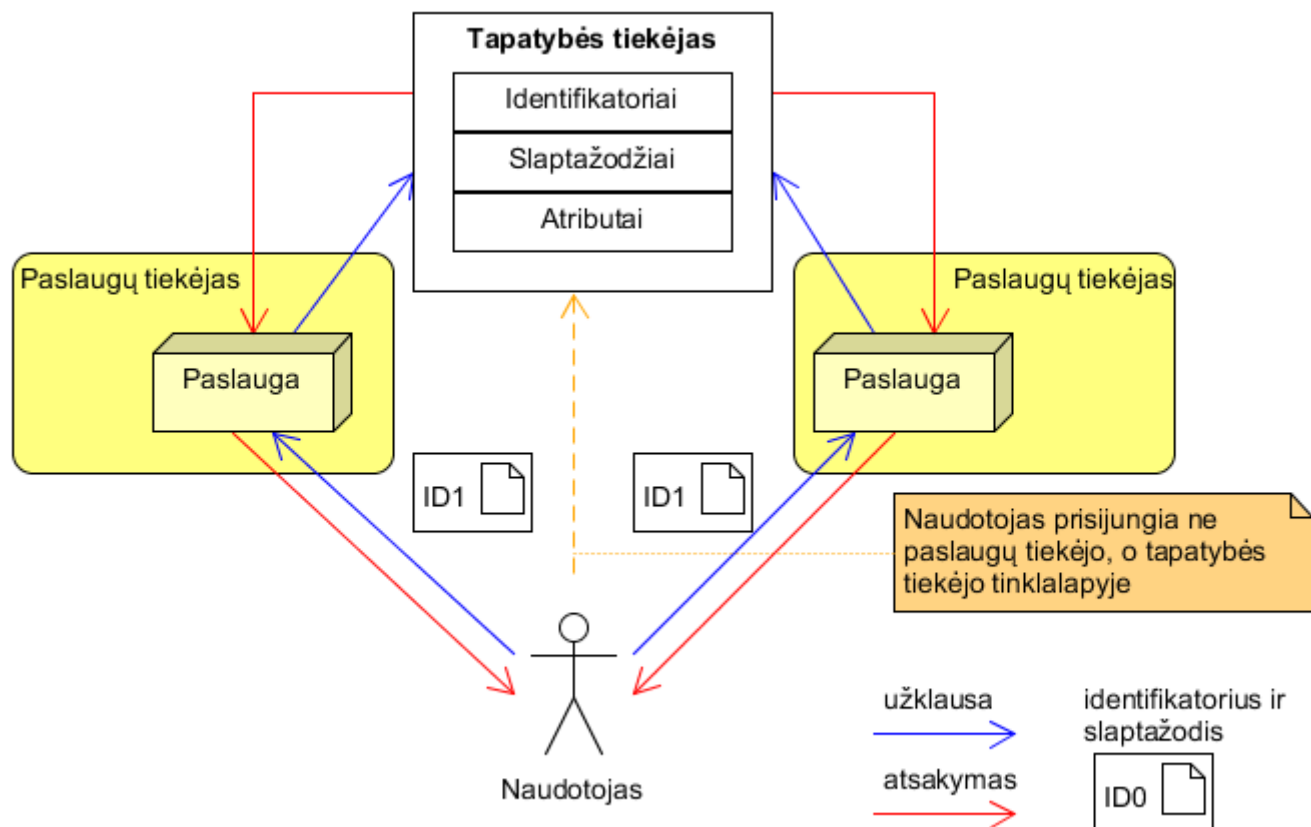 Tapatybės tiekėjas
Identifikatoriai
Slaptažodžiai
Atributai
Paslaugų tiekėjas
Paslaugų tiekėjas
Paslauga
Paslauga
ID1
ID1
Naudotojas prisijungia ne
paslaugų tiekėjo, o tapatybės
tiekėjo tinklalapyje
Naudotojas
užklausa
identifikatorius ir
slaptažodis
atsakymas
ID0